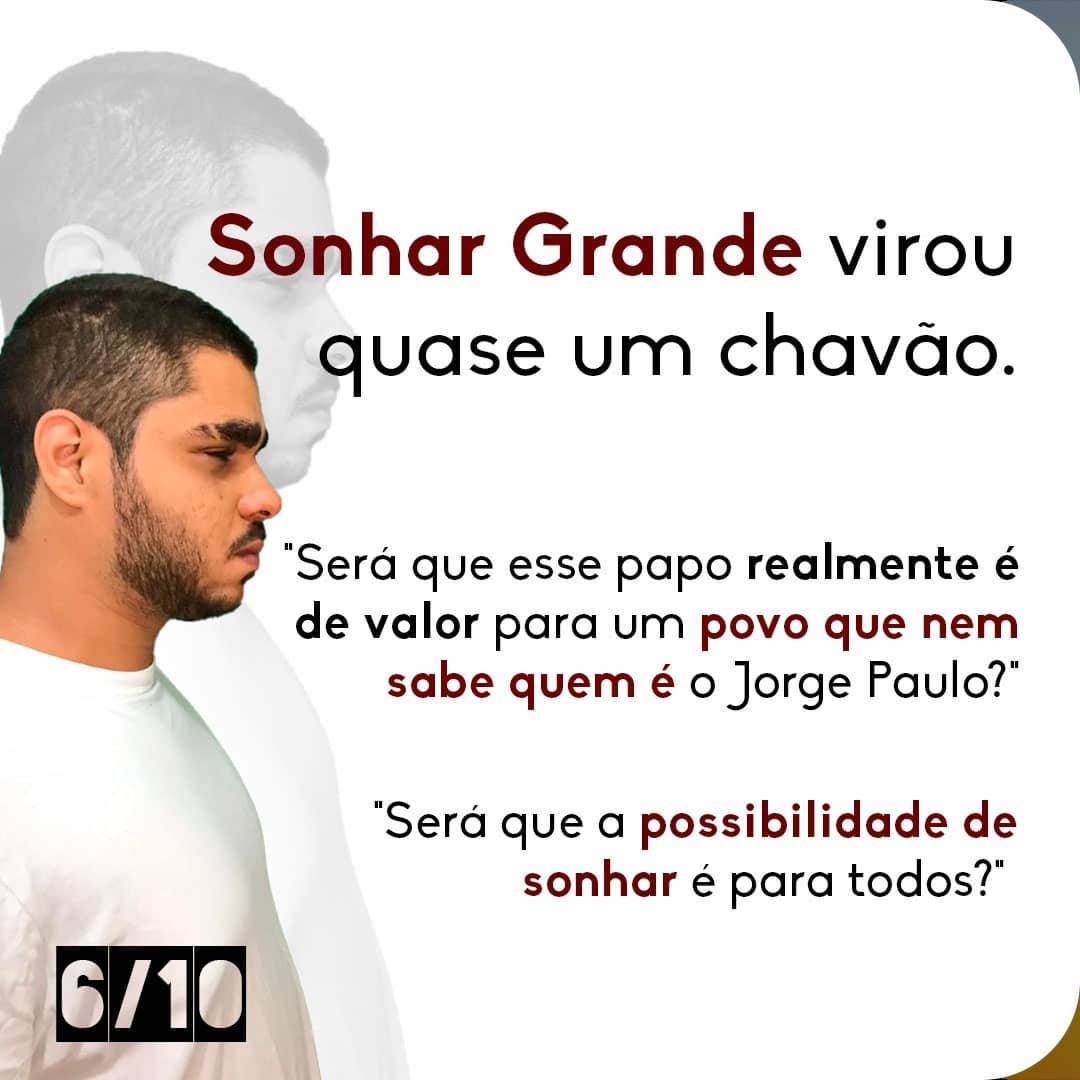 Sonhar Grande virou
quase um chavão.
"Será que esse papo realmente é
de valor para um povo que nem
sabe quem é o Jorge Paulo?"
"Será que a possibilidade de
sonhar é para todos?"
6/10